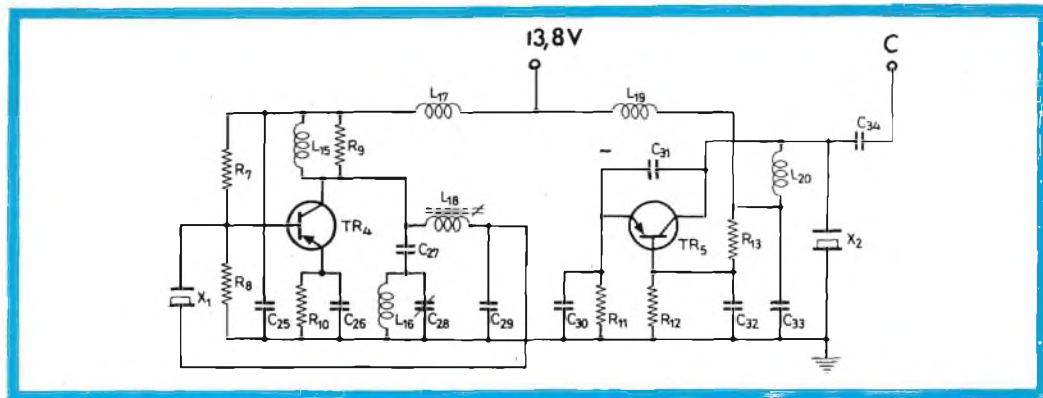 13,8V
C
L17
L19
C34
L15
R9
C31
L20
R7
L18
TR4
TR5
R13
X2
C27
R8
X1
C25
R10
C26
L16
C28
C29
C30
R11
R12
C32
C33